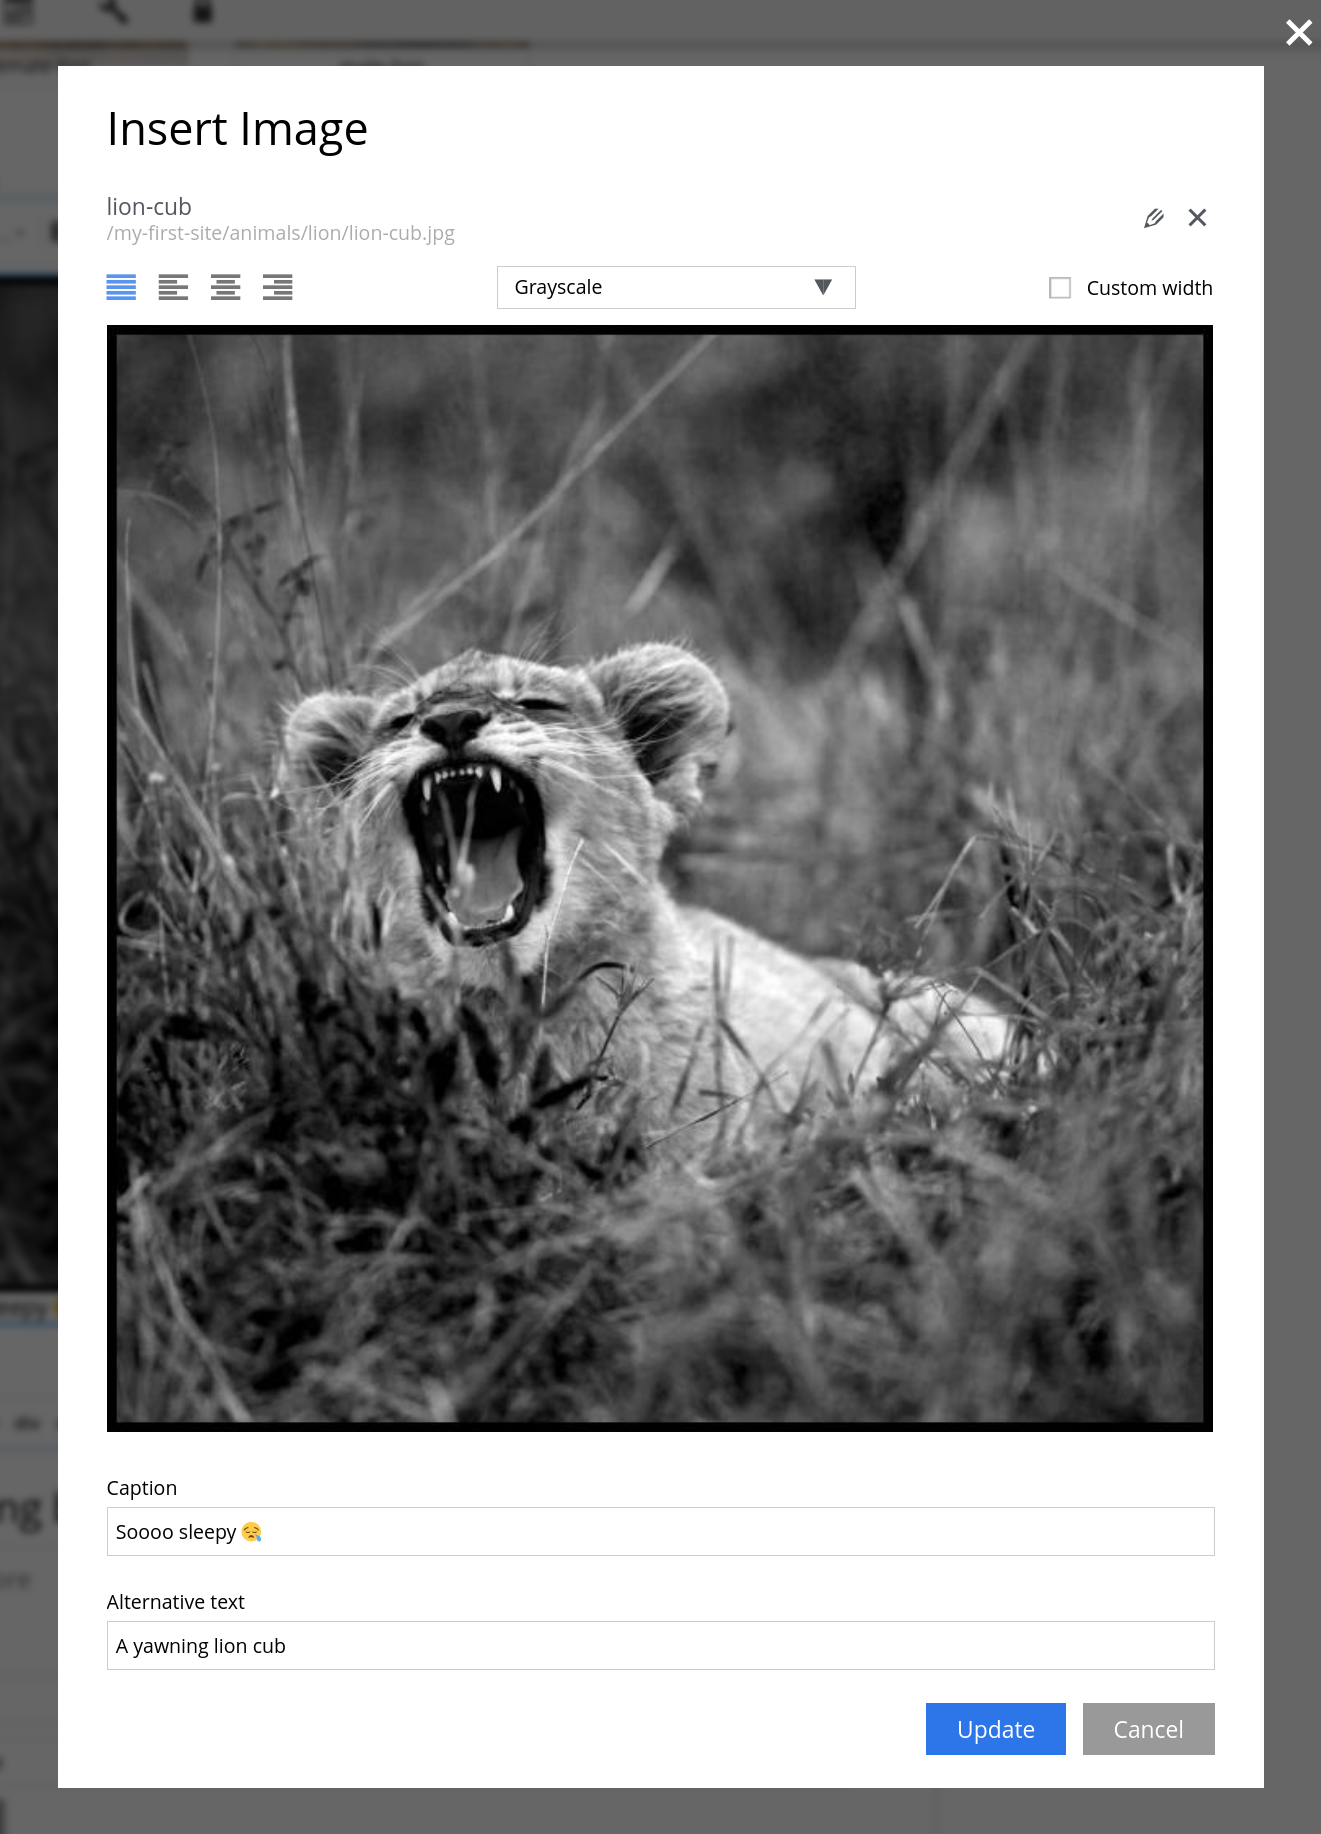 Insert Image
lion-cub
/my-first-site/animals/lion/lion-cub.jpg
Grayscale
Custom width
Caption
Soooo sleepy 😪
Alternative text
A yawning lion cub
Update
Cancel